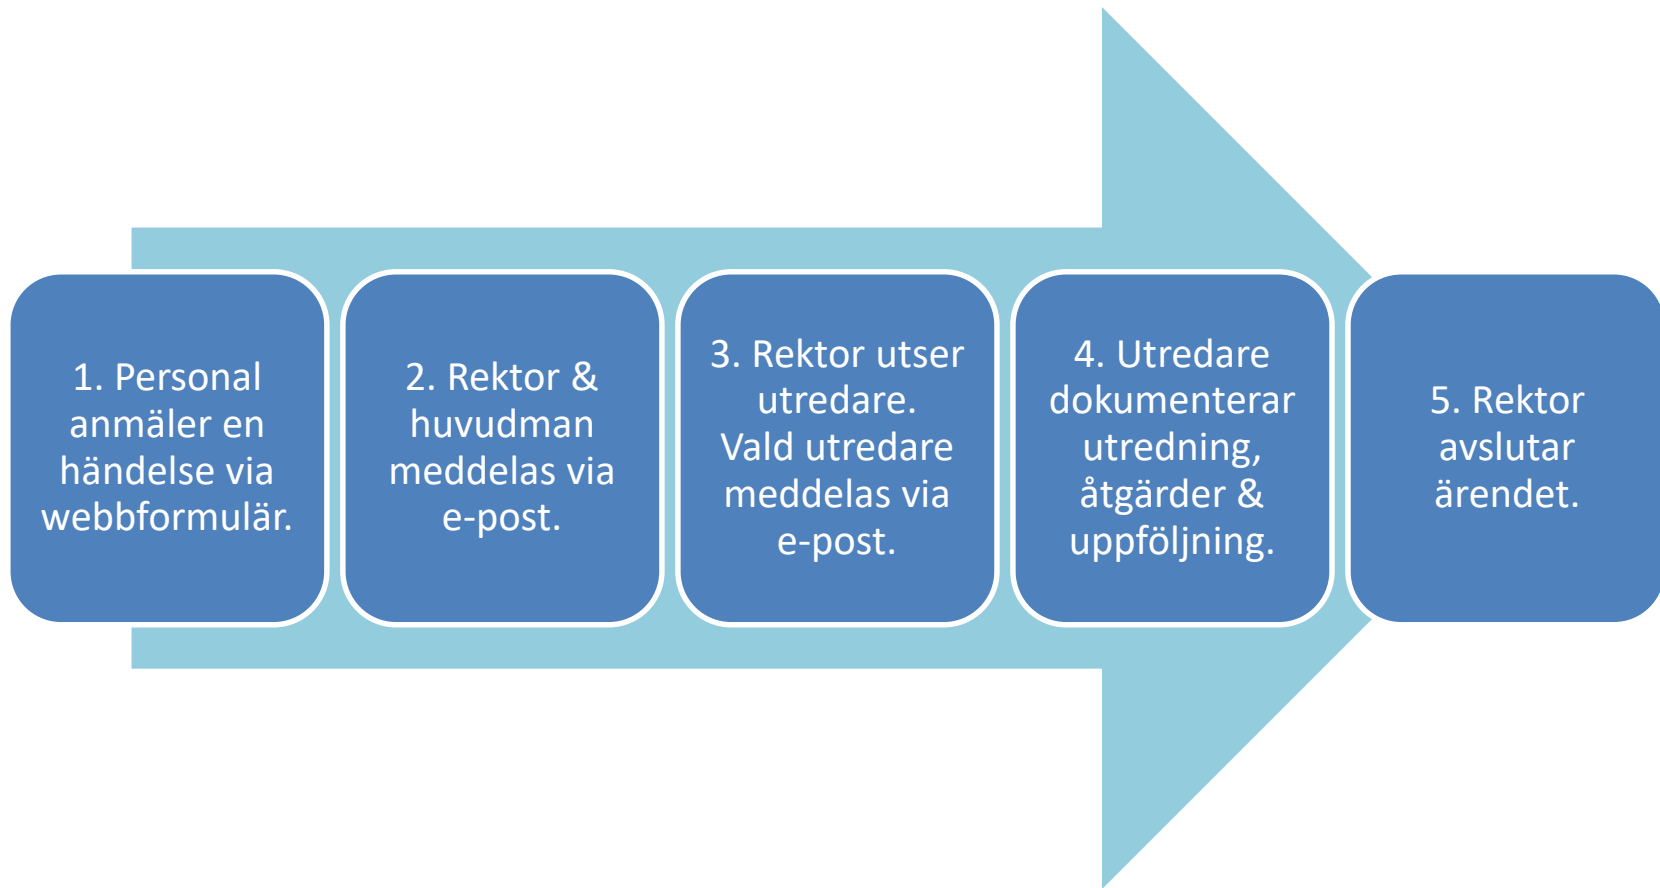 1. Personal
anmäler en
händelse via
webbformulär.
2. Rektor &
huvudman
meddelas via
e-post.
3. Rektor utser
utredare.
Vald utredare
meddelas via
e-post.
4. Utredare
dokumenterar
utredning,
åtgärder &
uppföljning.
5. Rektor
avslutar
ärendet.